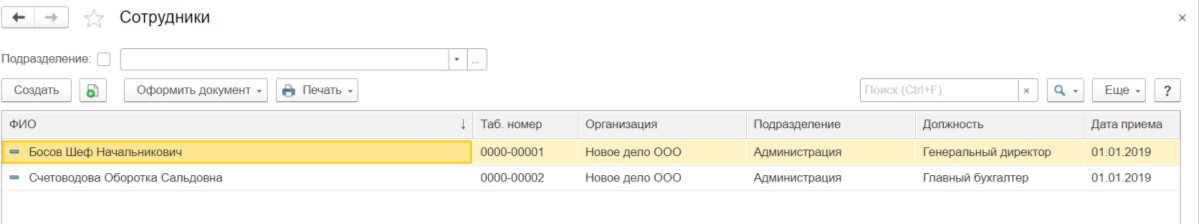 Сотрудники
Подразделение:
Создать Оформить документ Печать Поиск (Ctrl+F) Еще ?
ФИО Таб. номер Организация Подразделение Должность Дата приема
Босов Шеф Начальникович 0000-00001 Новое дело ООО Администрация Генеральный директор 01.01.2019
Счетоводова Оборотка Сальдовна 0000-00002 Новое дело ООО Администрация Главный бухгалтер 01.01.2019